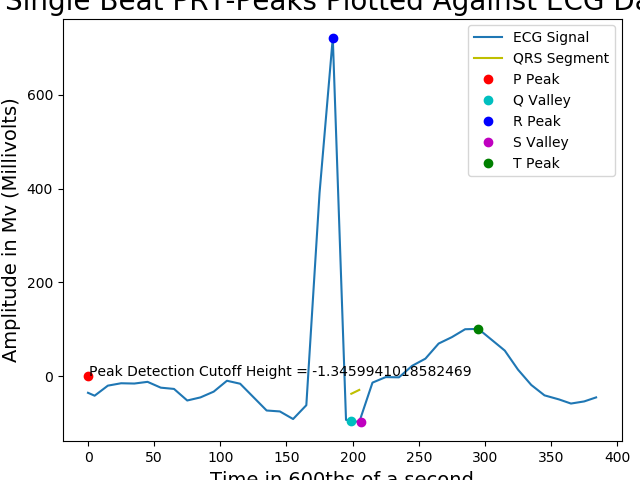 Single Beat PRT-Peaks Plotted Against ECG Da
ECG Signal
QRS Segment
P Peak
Q Valley
R Peak
S Valley
T Peak
Amplitude in Mv (Millivolts)
600
400
200
0
Peak Detection Cutoff Height = -1.3459941018582469
0 50 100 150 200 250 300 350 400
Time in 600ths of a second